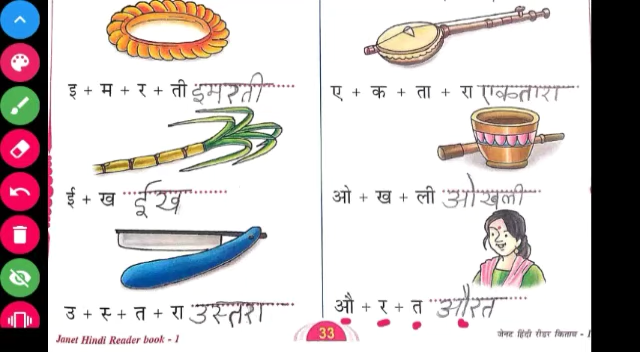 इ + म + र + ती इमरती
ए + क + ता + रा एकतारा
ई + ख ईख
ओ + ख + ली ओखली
उ + स् + त + रा उस्तरा
औ + र + त औरत
Janet Hindi Reader book - 1
33
जेनट हिंदी रीडर किताब - 1